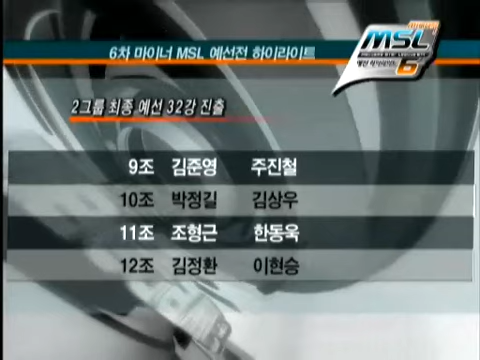 6차 마이너 MSL 예선전 하이라이트
MSL
6
2그룹 최종 예선 32강 진출
9조 김준영 주진철
10조 박정길 김상우
11조 조형근 한동욱
12조 김정환 이현승